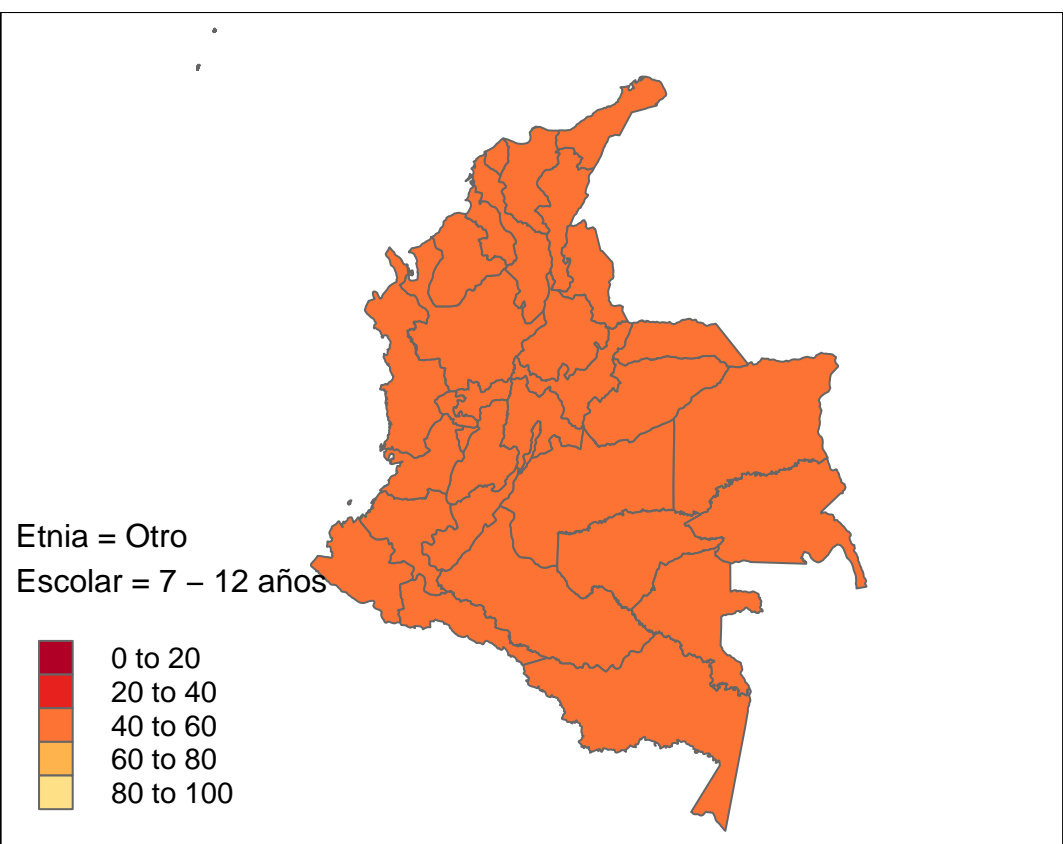 Etnia = Otro
Escolar = 7 – 12 años
0 to 20
20 to 40
40 to 60
60 to 80
80 to 100